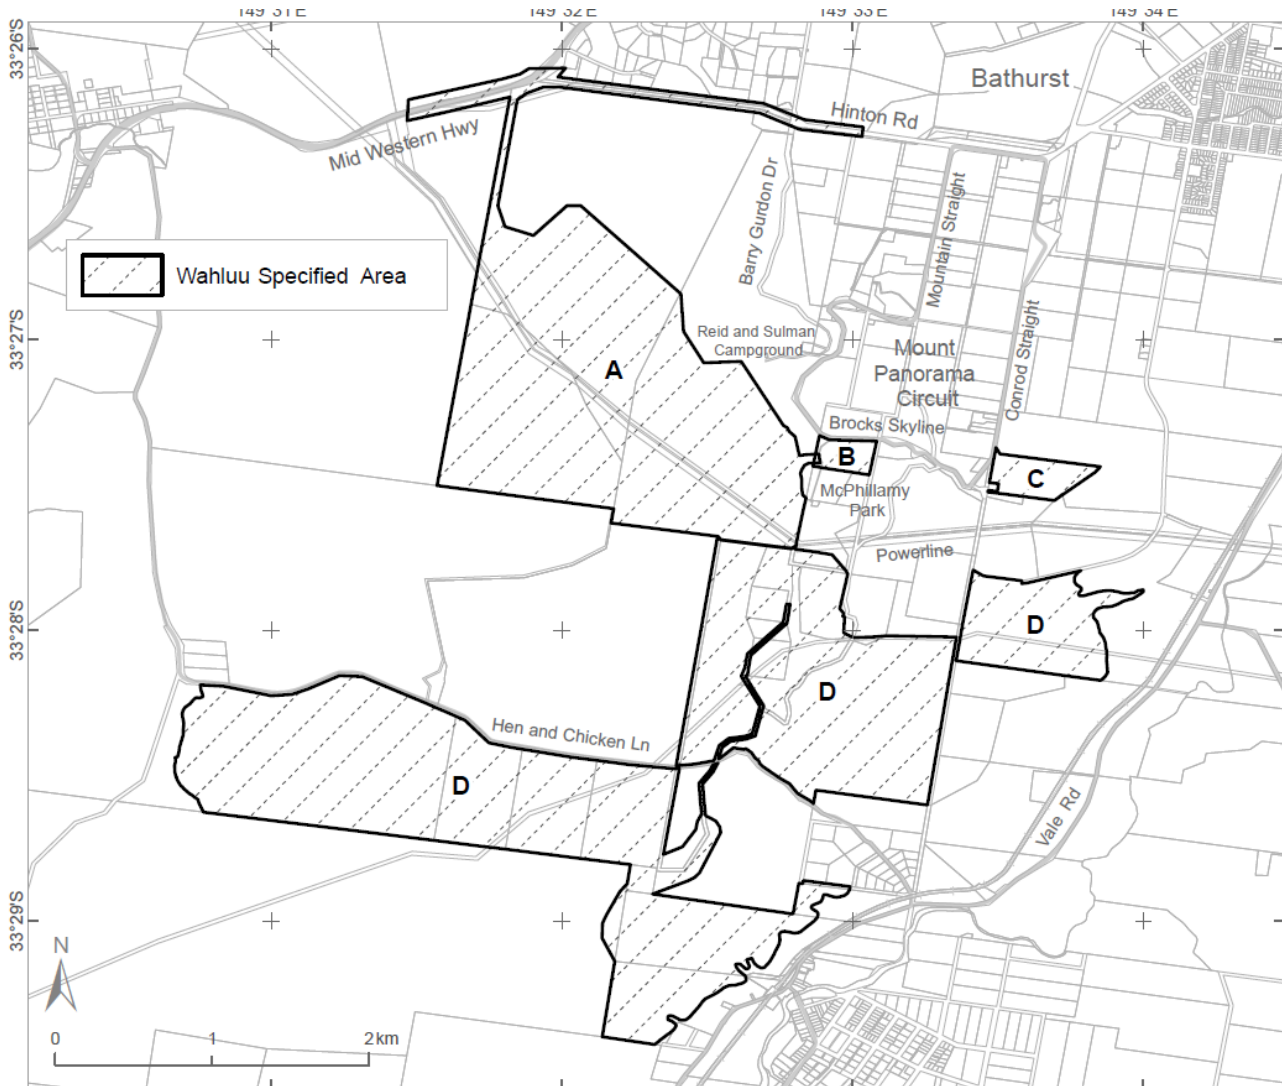 149°31'E
149°32'E
149°33'E
149°34'E
33°26'S
Bathurst
Hinton Rd
Mid Western Hwy
Barry Gurdon Dr
Mountain Straight
Wahluu Specified Area
33°27'S
Reid and Sulman
Campground
Mount
Panorama
Circuit
Conrod Straight
A
Brocks Skyline
B
C
McPhillamy
Park
Powerline
33°28'S
D
D
Hen and Chicken Ln
D
Vale Rd
33°29'S
N
0
1
2 km